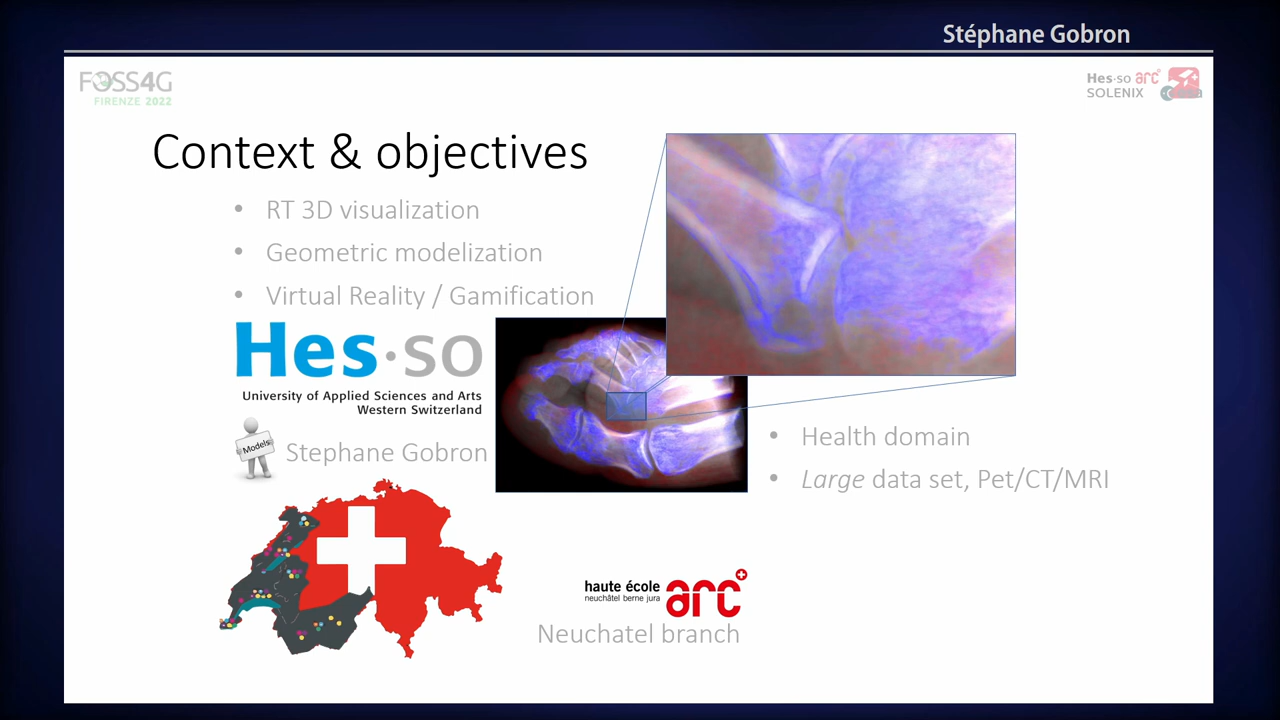 Stéphane Gobron
FOSS4G
FIRENZE 2022
Hes·so arc
SOLENIX
Context & objectives
• RT 3D visualization
• Geometric modelization
• Virtual Reality / Gamification
Hes·so
University of Applied Sciences and Arts
Western Switzerland
Models
Stephane Gobron
• Health domain
• Large data set, Pet/CT/MRI
haute école arc
neuchâtel berne jura
Neuchatel branch